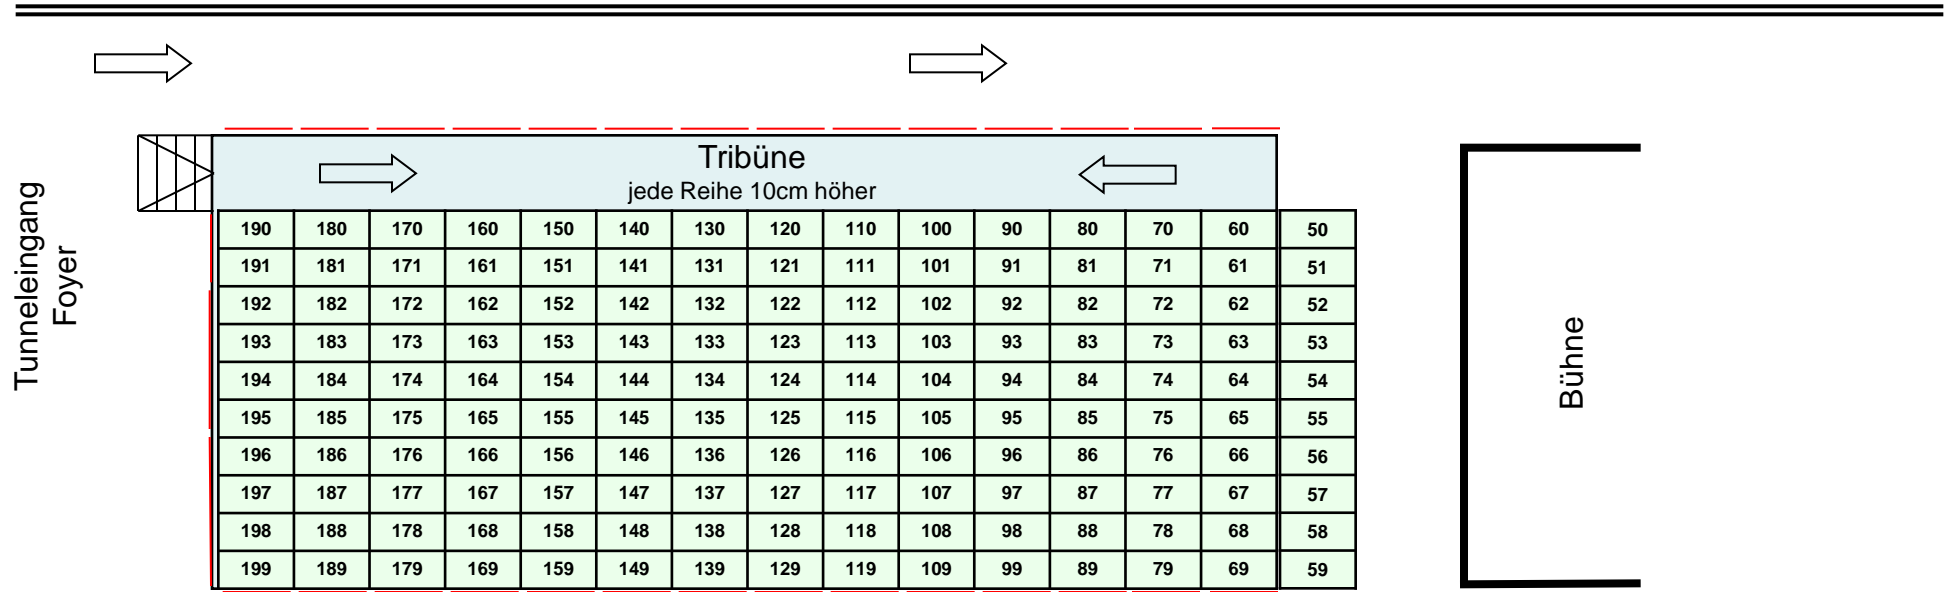 Tunneleingang
Foyer
Tribüne
jede Reihe 10cm höher
190 180 170 160 150 140 130 120 110 100 90 80 70 60 50
191 181 171 161 151 141 131 121 111 101 91 81 71 61 51
192 182 172 162 152 142 132 122 112 102 92 82 72 62 52
193 183 173 163 153 143 133 123 113 103 93 83 73 63 53
194 184 174 164 154 144 134 124 114 104 94 84 74 64 54
195 185 175 165 155 145 135 125 115 105 95 85 75 65 55
196 186 176 166 156 146 136 126 116 106 96 86 76 66 56
197 187 177 167 157 147 137 127 117 107 97 87 77 67 57
198 188 178 168 158 148 138 128 118 108 98 88 78 68 58
199 189 179 169 159 149 139 129 119 109 99 89 79 69 59
Bühne